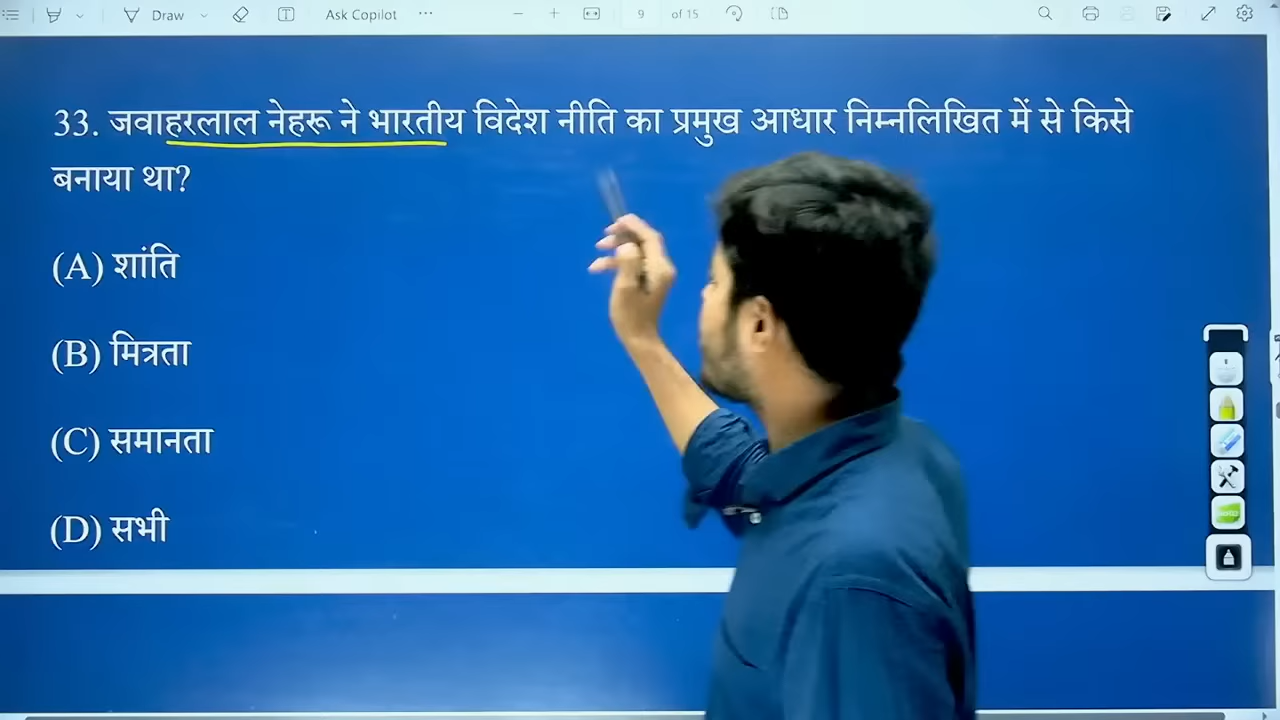 Draw
Ask Copilot
9 of 15
33. जवाहरलाल नेहरू ने भारतीय विदेश नीति का प्रमुख आधार निम्नलिखित में से किसे
बनाया था?
(A) शांति
(B) मित्रता
(C) समानता
(D) सभी